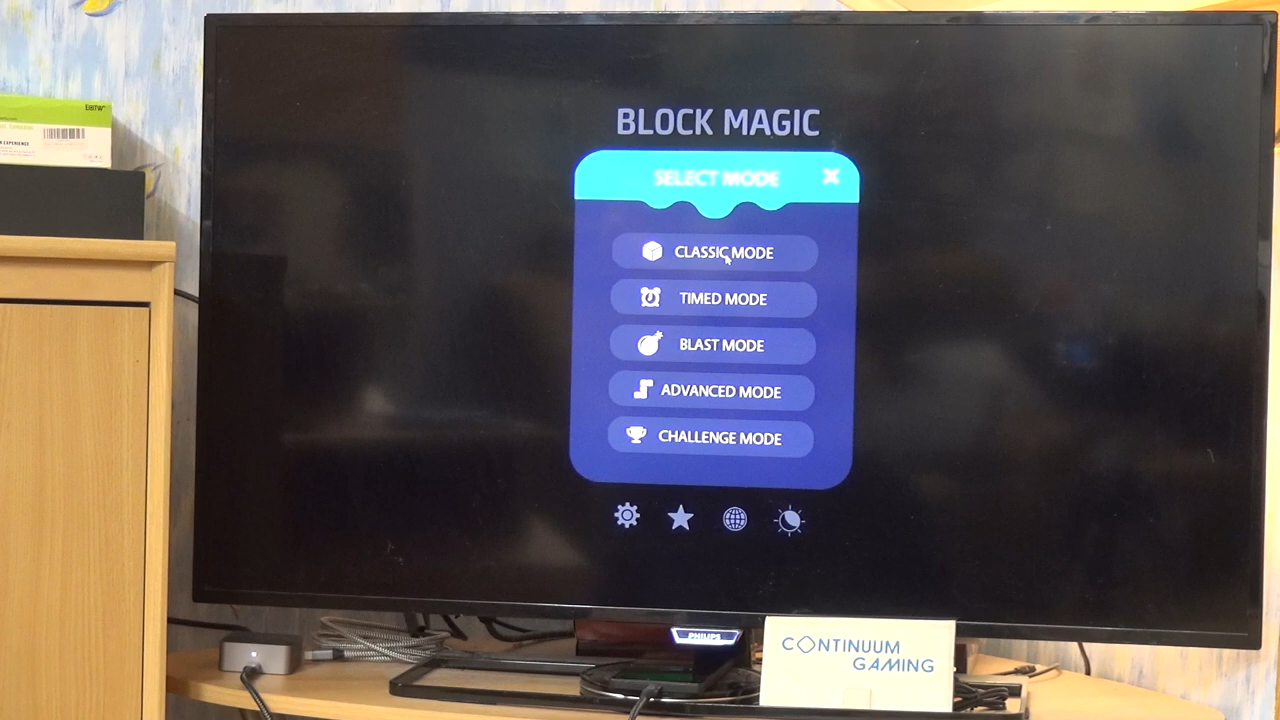 BLOCK MAGIC
SELECT MODE
CLASSIC MODE
TIMED MODE
BLAST MODE
ADVANCED MODE
CHALLENGE MODE
PHILIPS
CONTINUUM
GAMING